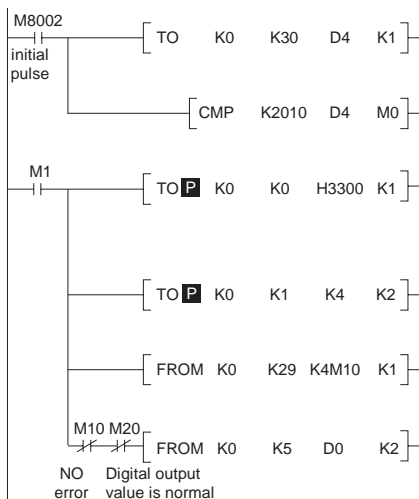 M8002
TO K0 K30 D4 K1
initial
pulse
CMP K2010 D4 M0
M1
TO P K0 K0 H3300 K1
TO P K0 K1 K4 K2
FROM K0 K29 K4M10 K1
M10 M20
FROM K0 K5 D0 K2
NO Digital output
error value is normal